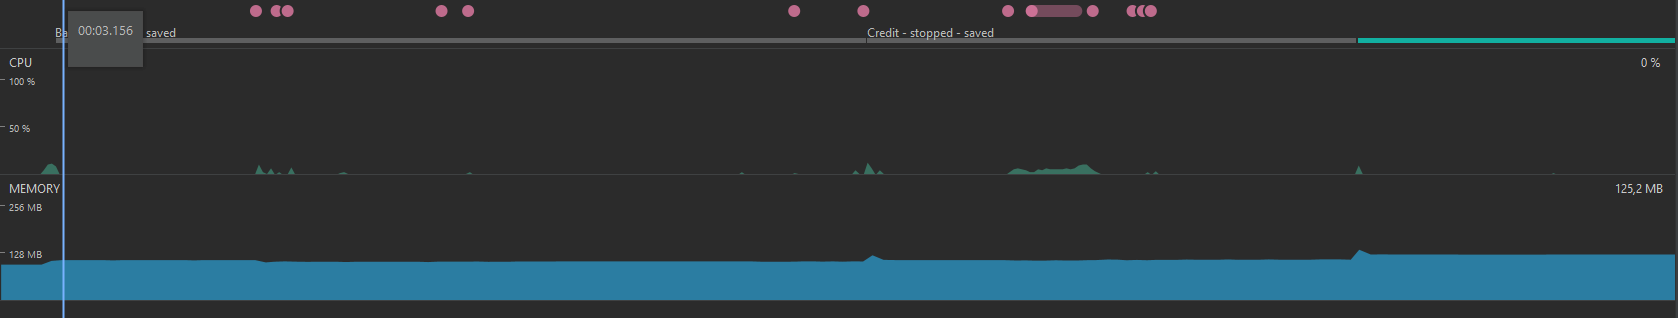 00:03.156
Ba saved
Credit - stopped - saved
CPU
0 %
100 %
50 %
MEMORY
125,2 MB
256 MB
128 MB